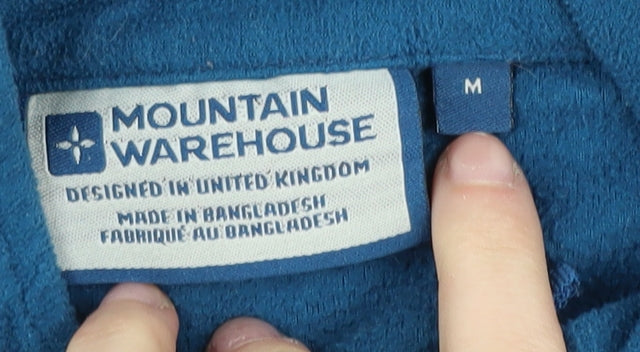 MOUNTAIN
WAREHOUSE
DESIGNED IN UNITED KINGDOM
MADE IN BANGLADESH
FABRIQUÉ AU BANGLADESH
M